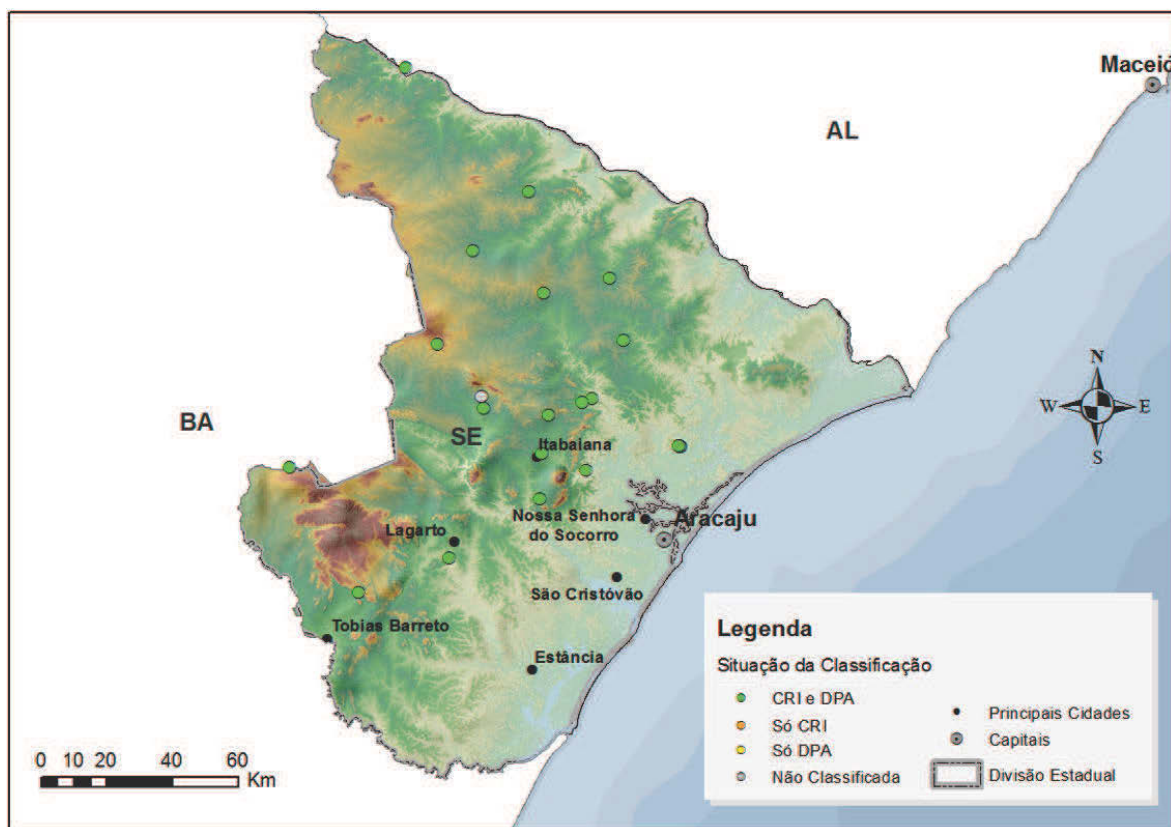 Maceió
AL
BA
SE
Itabaiana
Nossa Senhora
do Socorro
Aracaju
Lagarto
São Cristóvão
Tobias Barreto
Estância
N
W
E
S
0 10 20 40 60
Km
Legenda
Situação da Classificação
CRI e DPA
Só CRI
Só DPA
Não Classificada
Principais Cidades
Capitais
Divisão Estadual